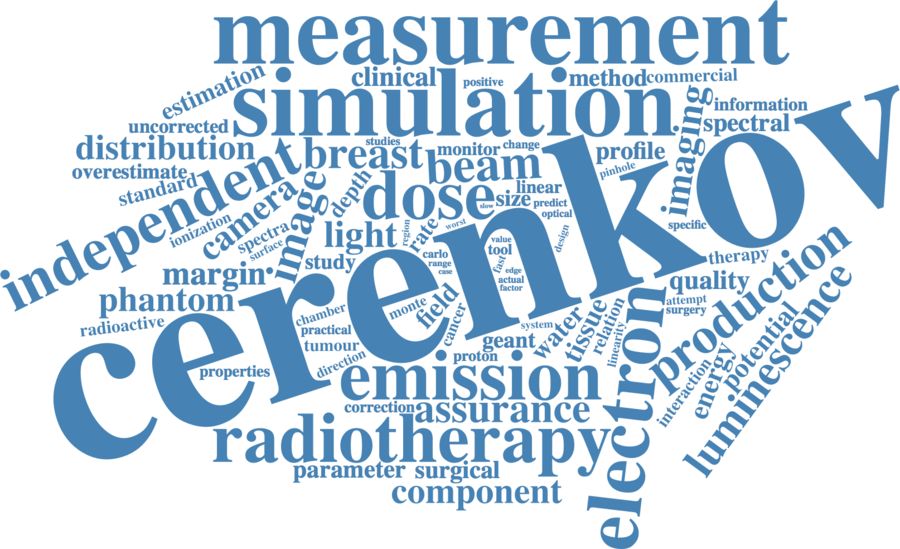 measurement
simulation
clinical
positive
method
commercial
estimation
information
uncorrected
spectral
distribution
studies
monitor
change
breast
beam
profile
pinhole
imaging
overestimate
standard
independent
depth
dose
slow
size
linear
predict
optical
specific
ionization
camera
spectra
surface
image
light
region
rate
worst
design
study
carlo
range
case
value
tool
fast
edge
actual
factor
cerenkov
margin
phantom
radioactive
chamber
practical
tumour
direction
monte
field
cancer
system
geant
proton
water
tissue
relation
linearity
therapy
quality
attempt
surgery
production
properties
emission
electron
interaction
energy
potential
luminescence
correction
assurance
radiotherapy
parameter
surgical
component